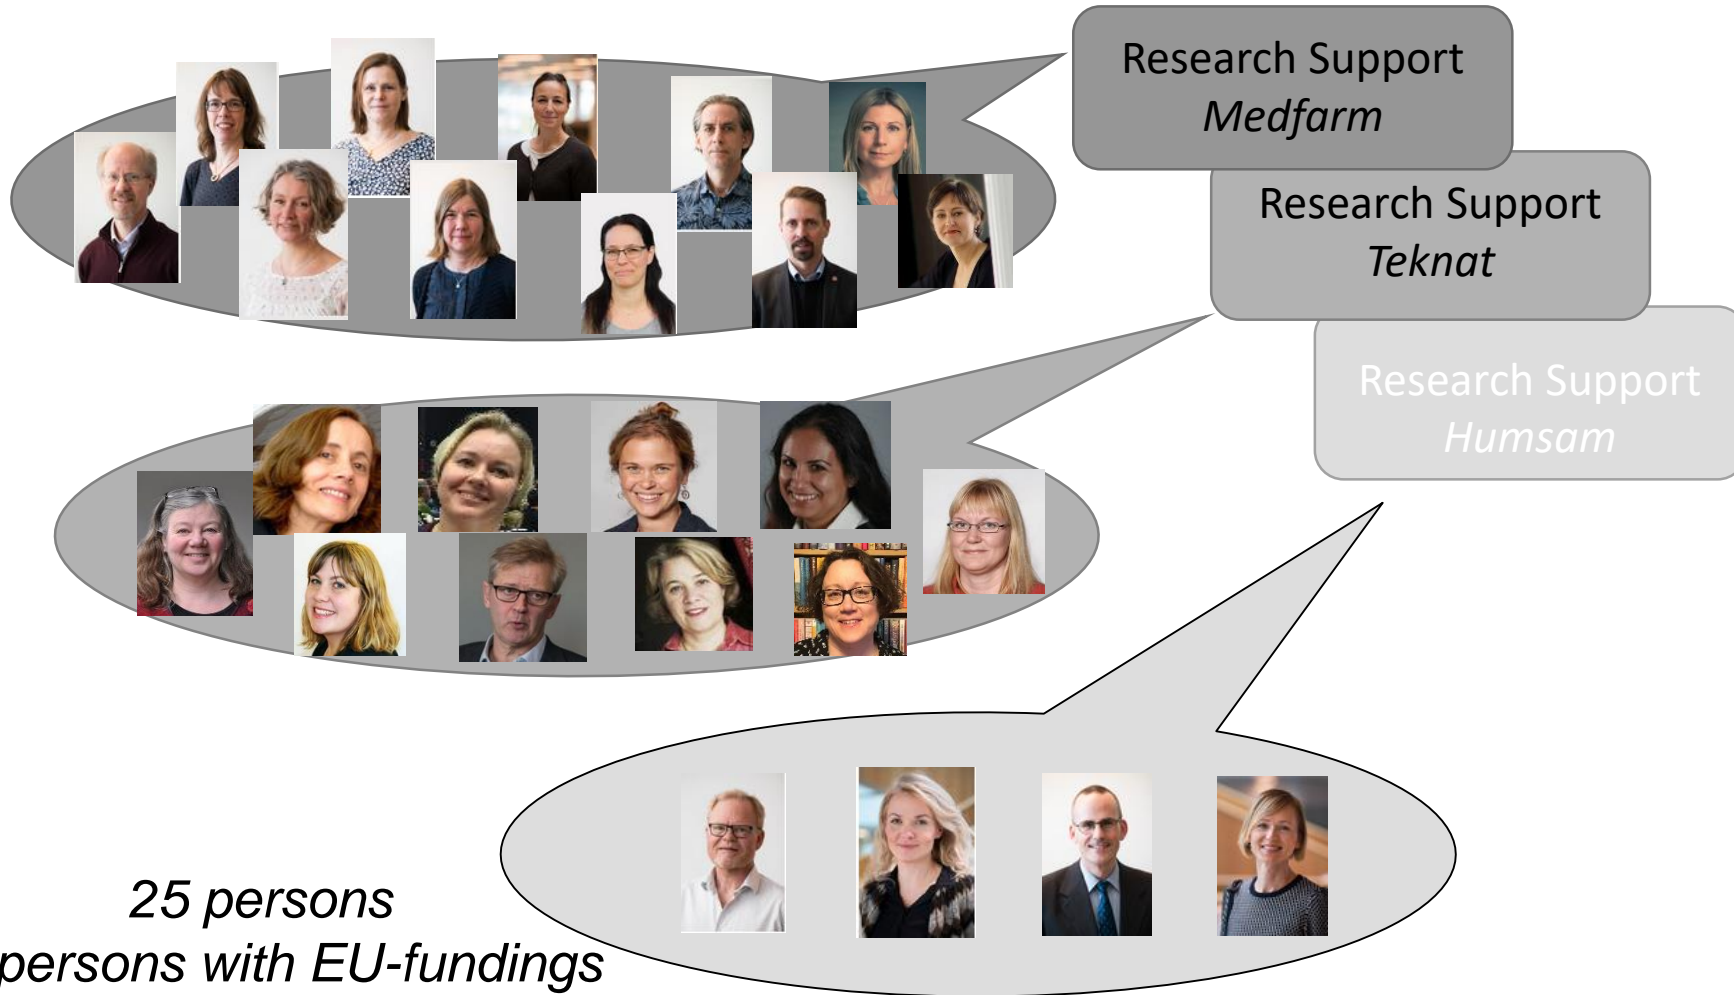 Research Support
Medfarm
Research Support
Teknat
Research Support
Humsam
25 persons
persons with EU-fundings